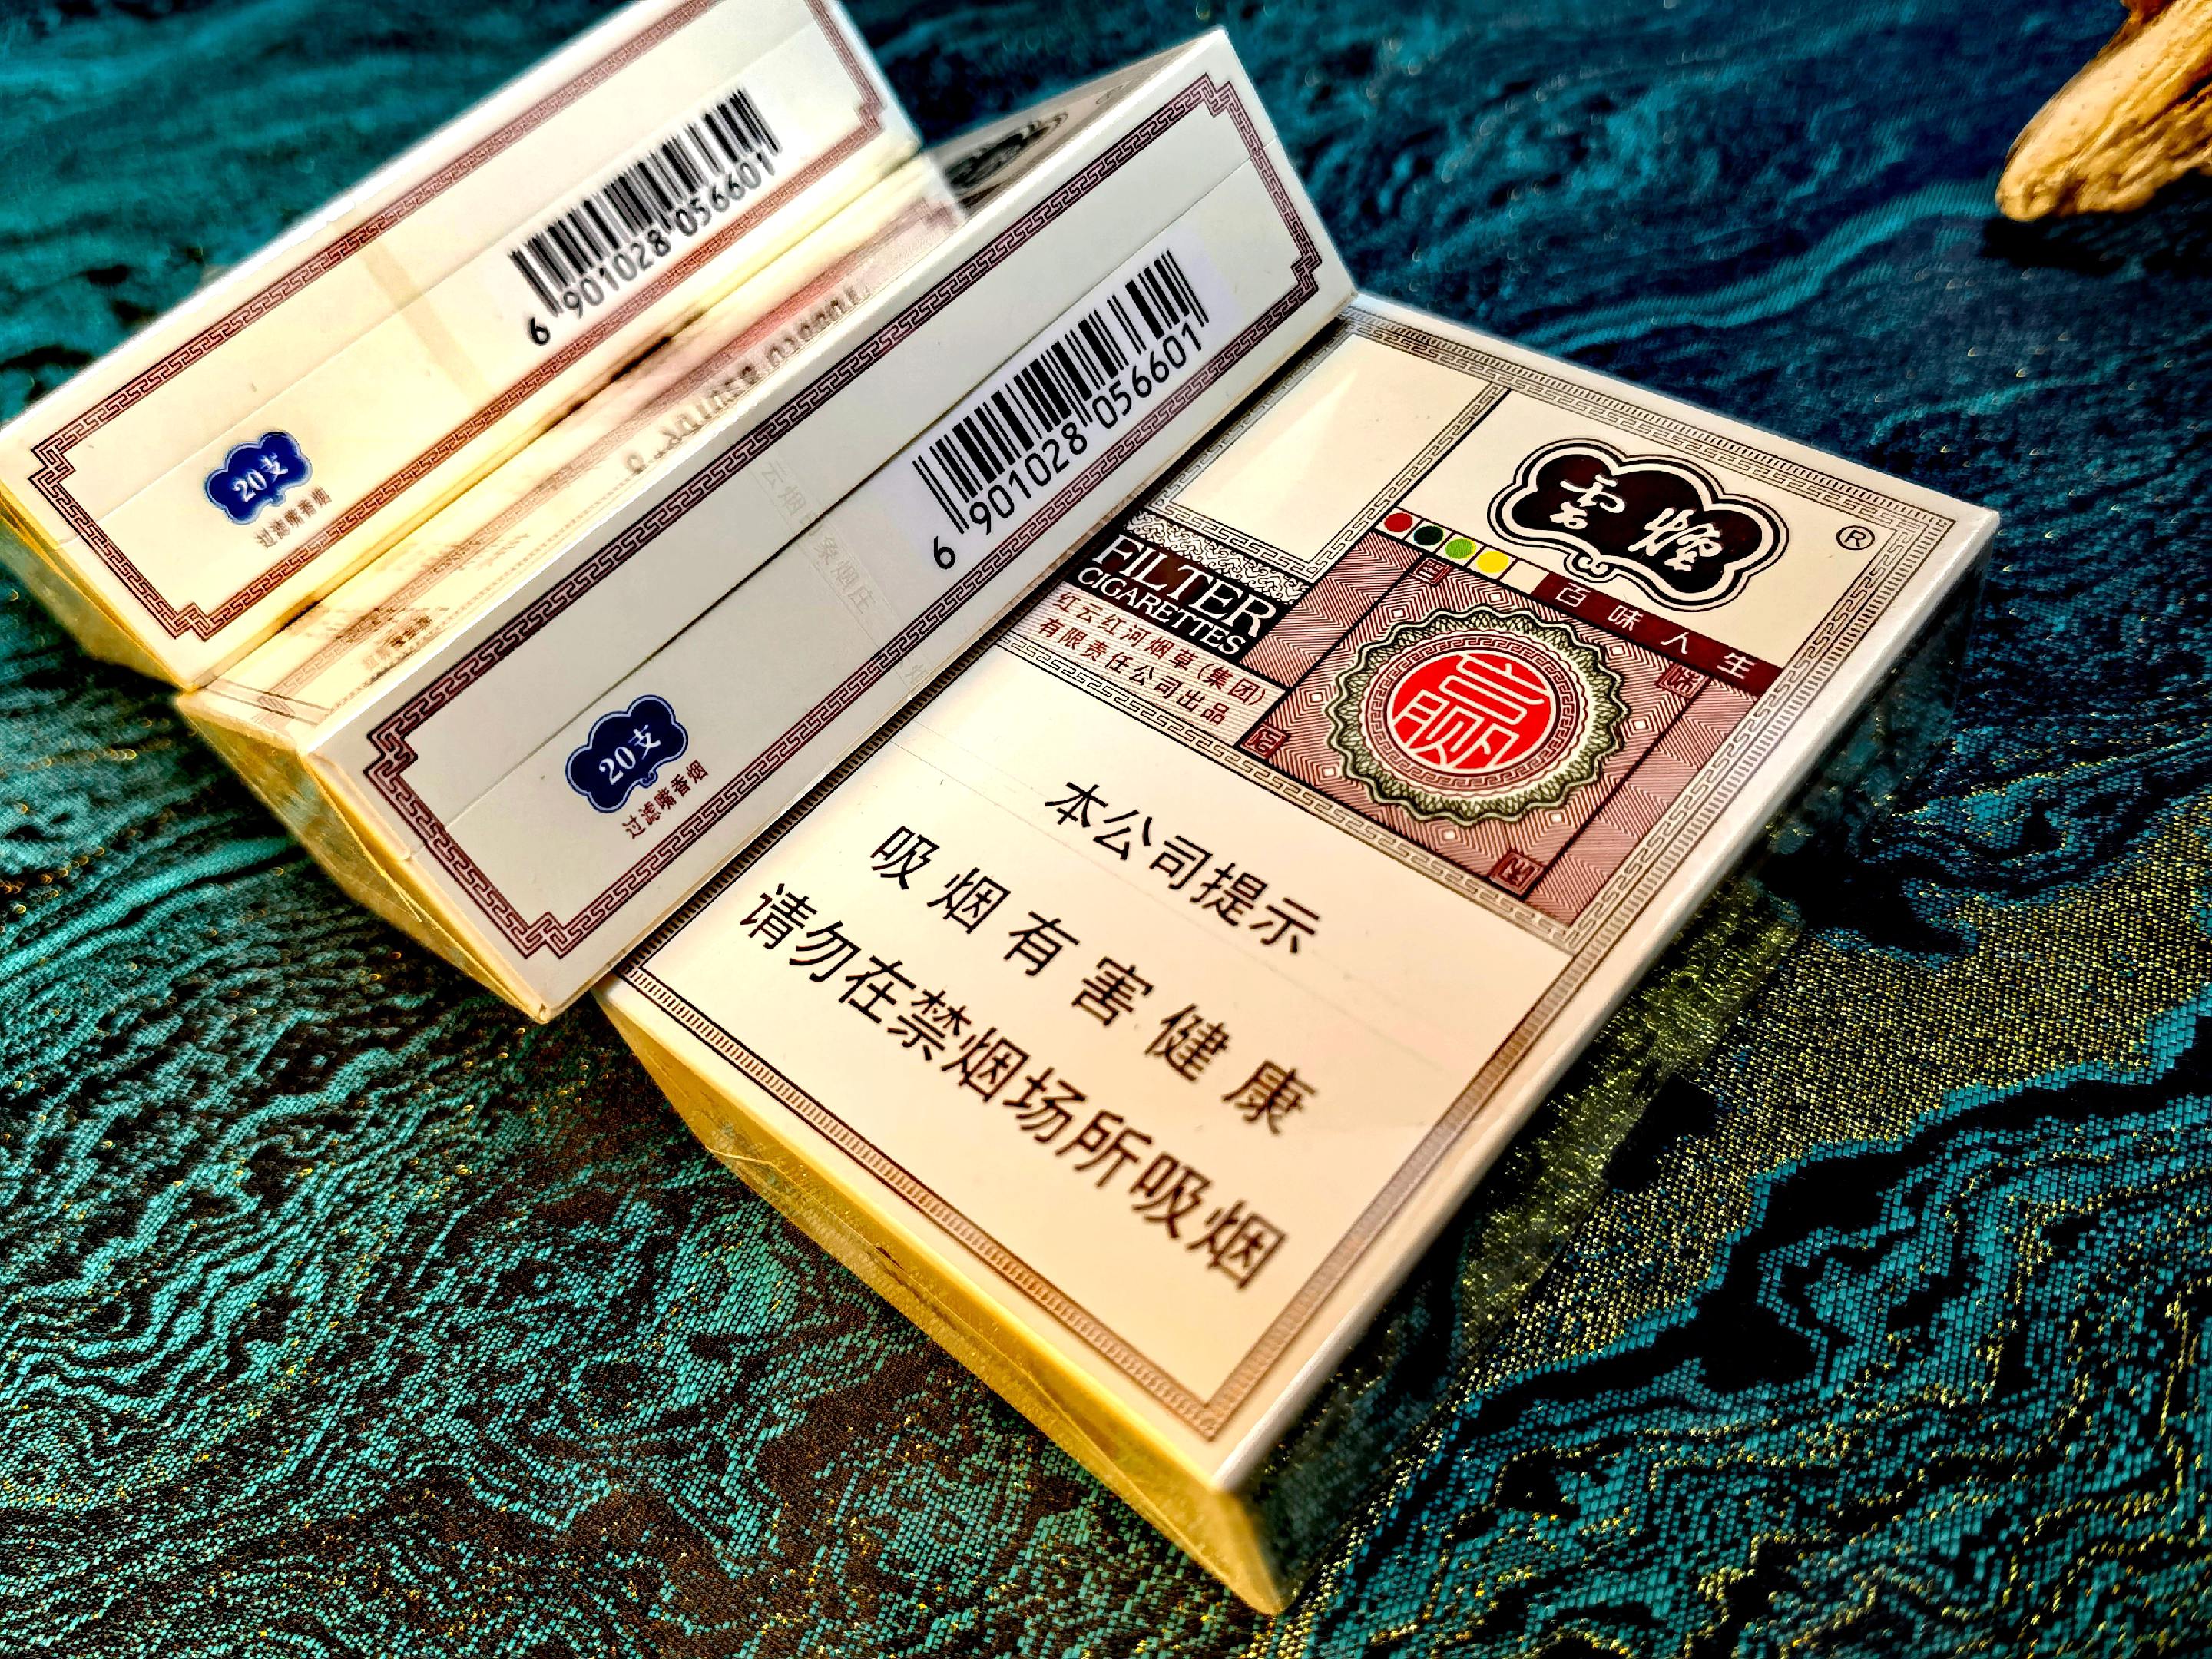 6 901028 056601
20支
过滤嘴香烟
6 901028 056601
20支
过滤嘴香烟
雲煙
®
百味人生
FILTER
CIGARETTES
红云红河烟草(集团)
有限责任公司出品
赢
本公司提示
吸烟有害健康
请勿在禁烟场所吸烟